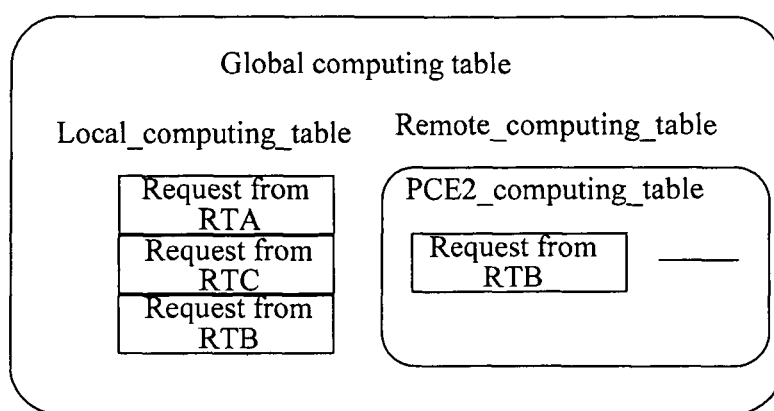 Global computing table
Local_computing_table
Request from
RTA
Request from
RTC
Request from
RTB
Remote_computing_table
PCE2_computing_table
Request from
RTB